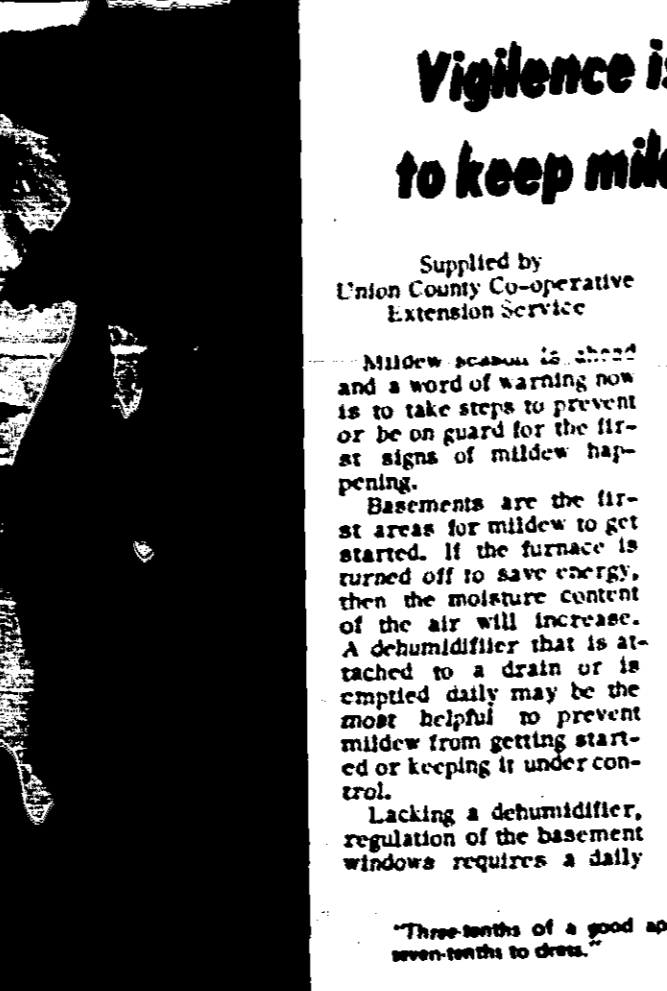 Vigilence is
to keep mild
Supplied by
Union County Co-operative
Extension Service
Mildew season is ahead
and a word of warning now
is to take steps to prevent
or be on guard for the fir-
st signs of mildew hap-
pening.
Basements are the fir-
st areas for mildew to get
started. If the furnace is
turned off to save energy,
then the moisture content
of the air will increase.
A dehumidifier that is at-
tached to a drain or is
emptied daily may be the
most helpful to prevent
mildew from getting start-
ed or keeping it under con-
trol.
Lacking a dehumidifier,
regulation of the basement
windows requires a daily
"Three-tenths of a good ap
seven-tenths to dress."